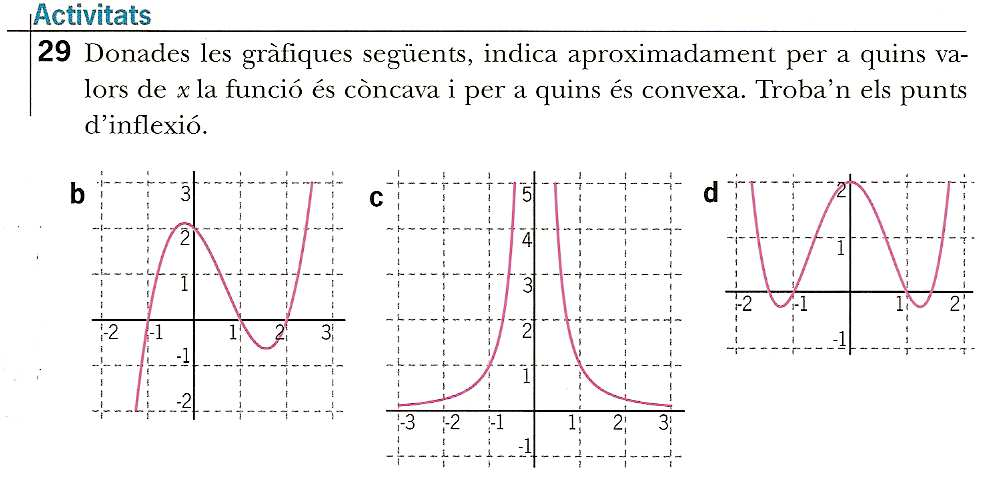 Activitats
29 Donades les gràfiques següents, indica aproximadament per a quins va-
lors de x la funció és còncava i per a quins és convexa. Troba’n els punts
d’inflexió.
b
3
2
1
-2 -1 1 2 3
-1
-2
c
5
4
3
2
1
-3 -2 -1 1 2 3
-1
d
2
1
-2 -1 1 2
-1